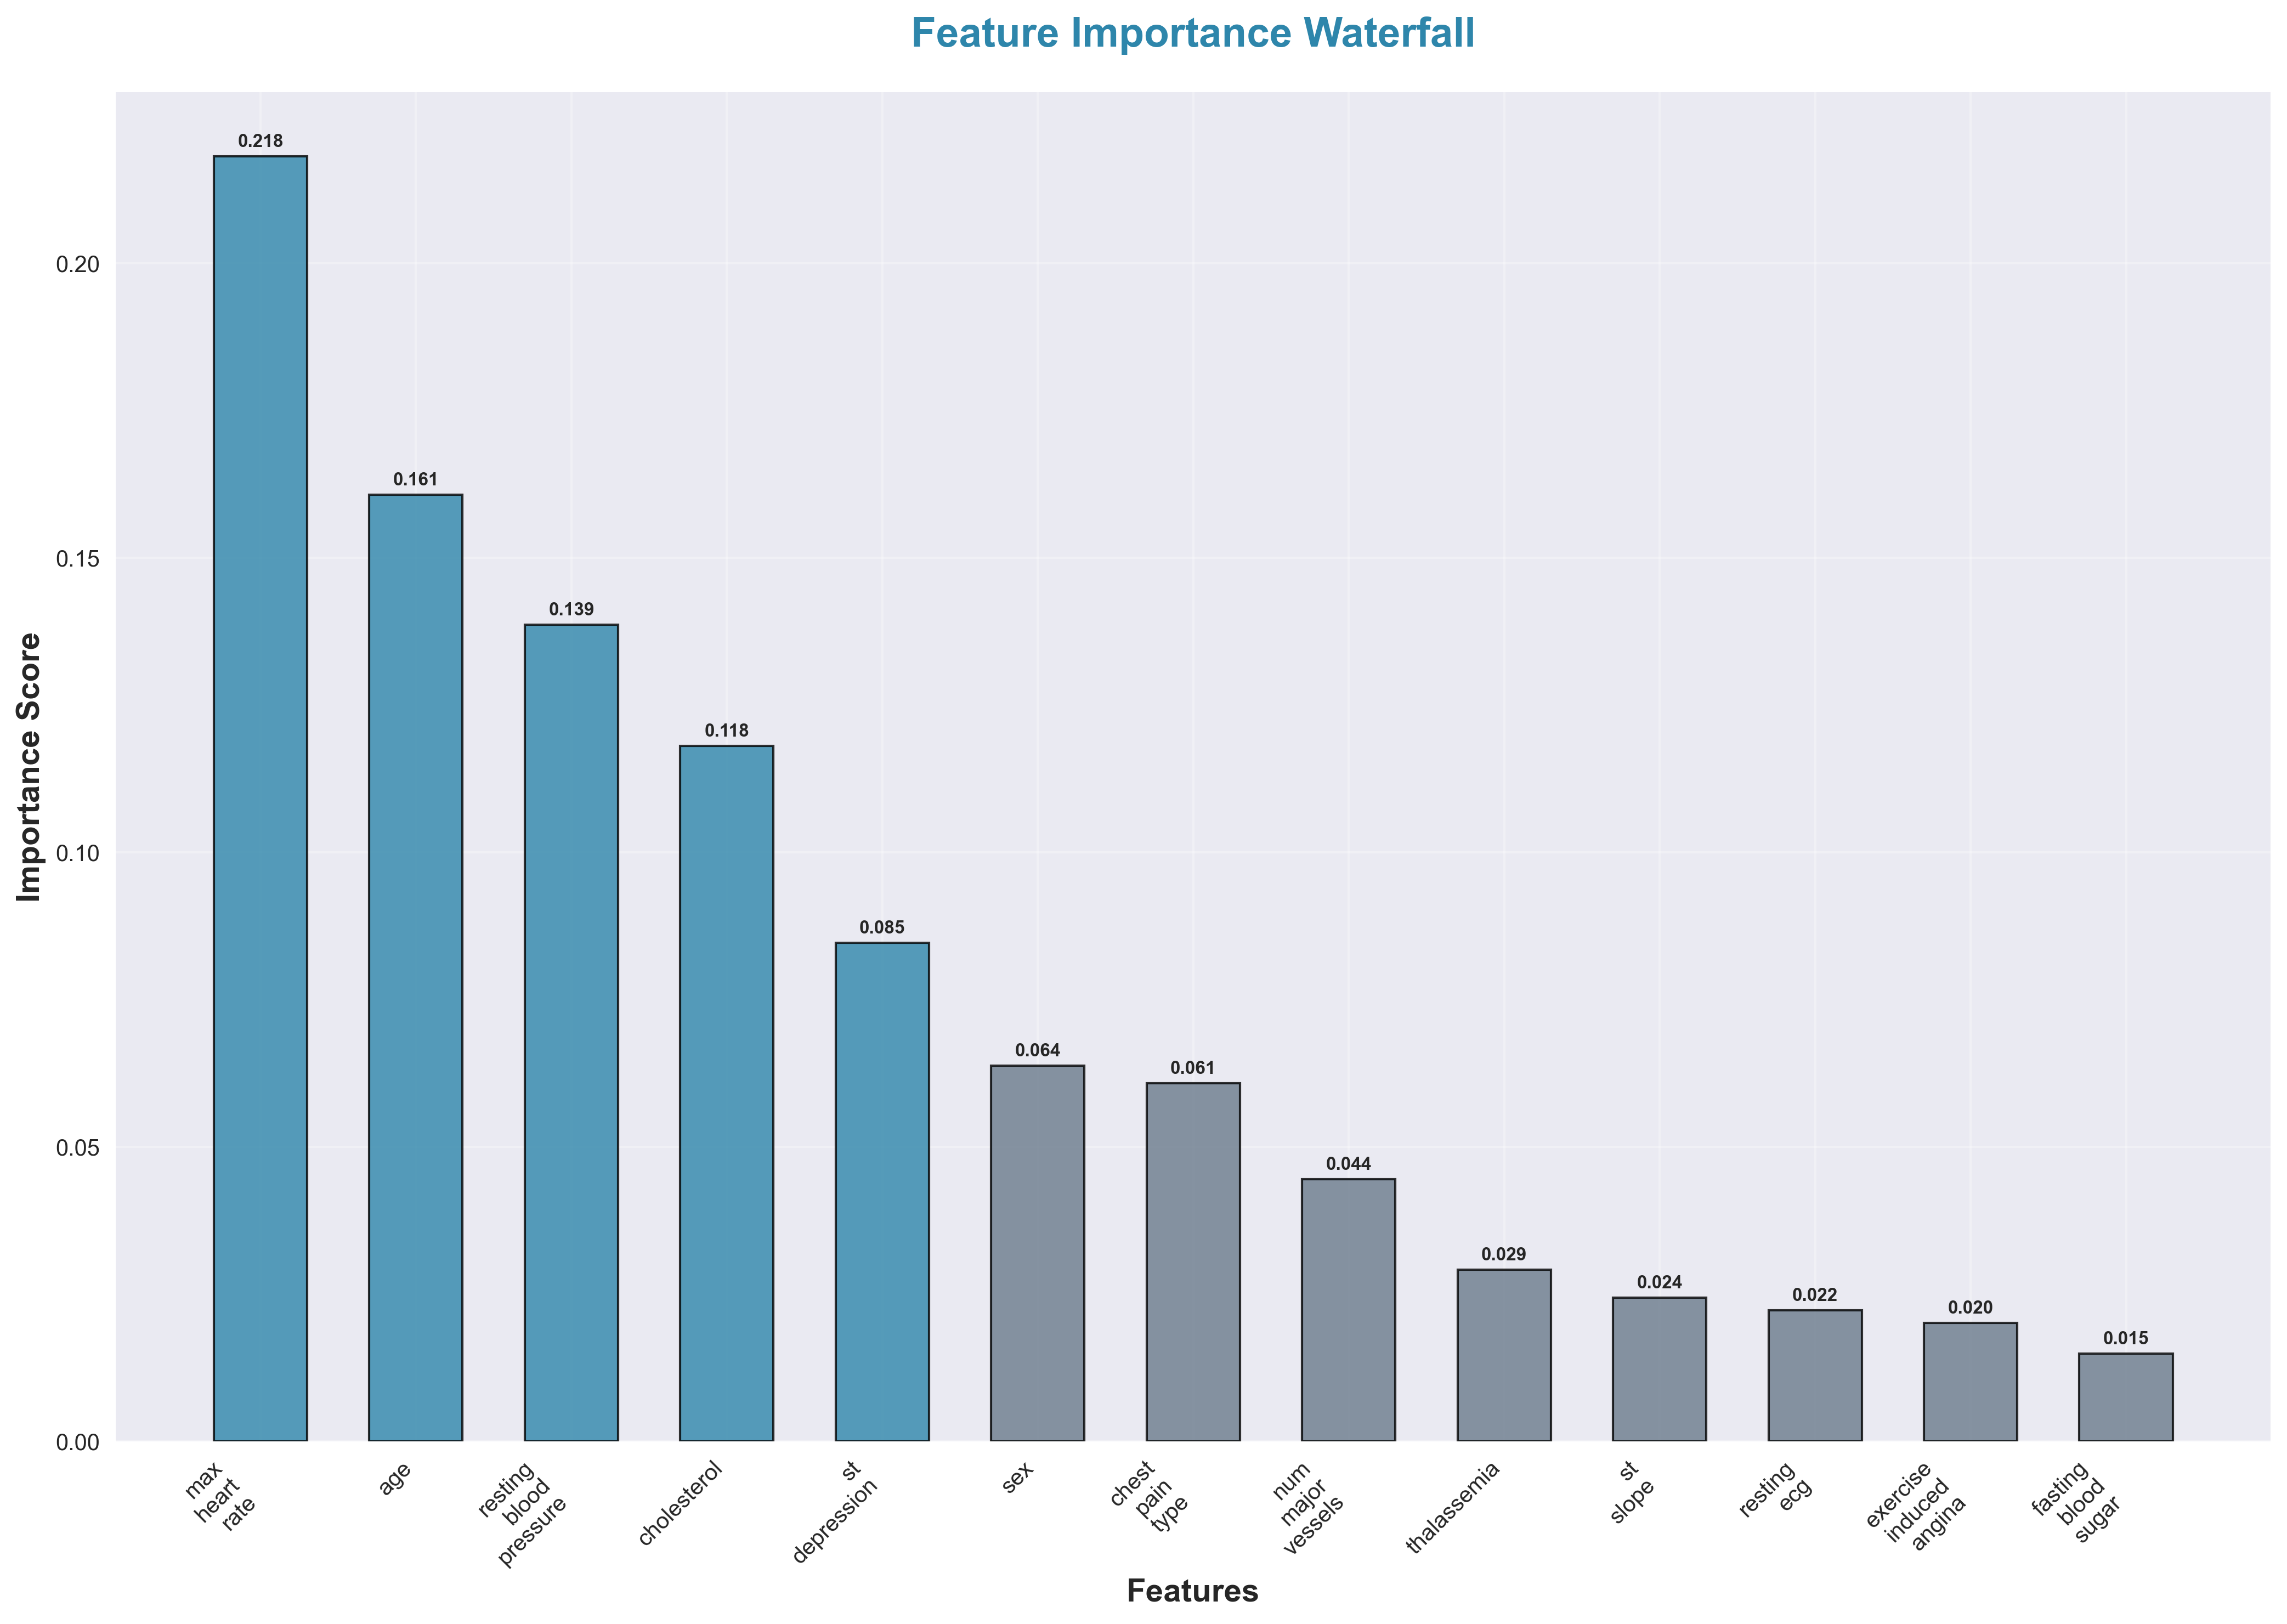 Feature Importance Waterfall
Importance Score
0.20
0.15
0.10
0.05
0.00
0.218
0.161
0.139
0.118
0.085
0.064
0.061
0.044
0.029
0.024
0.022
0.020
0.015
max
heart
rate
age
resting
blood
pressure
cholesterol
st
depression
sex
chest
pain
type
num
major
vessels
thalassemia
st
slope
resting
ecg
exercise
induced
angina
fasting
blood
sugar
Features